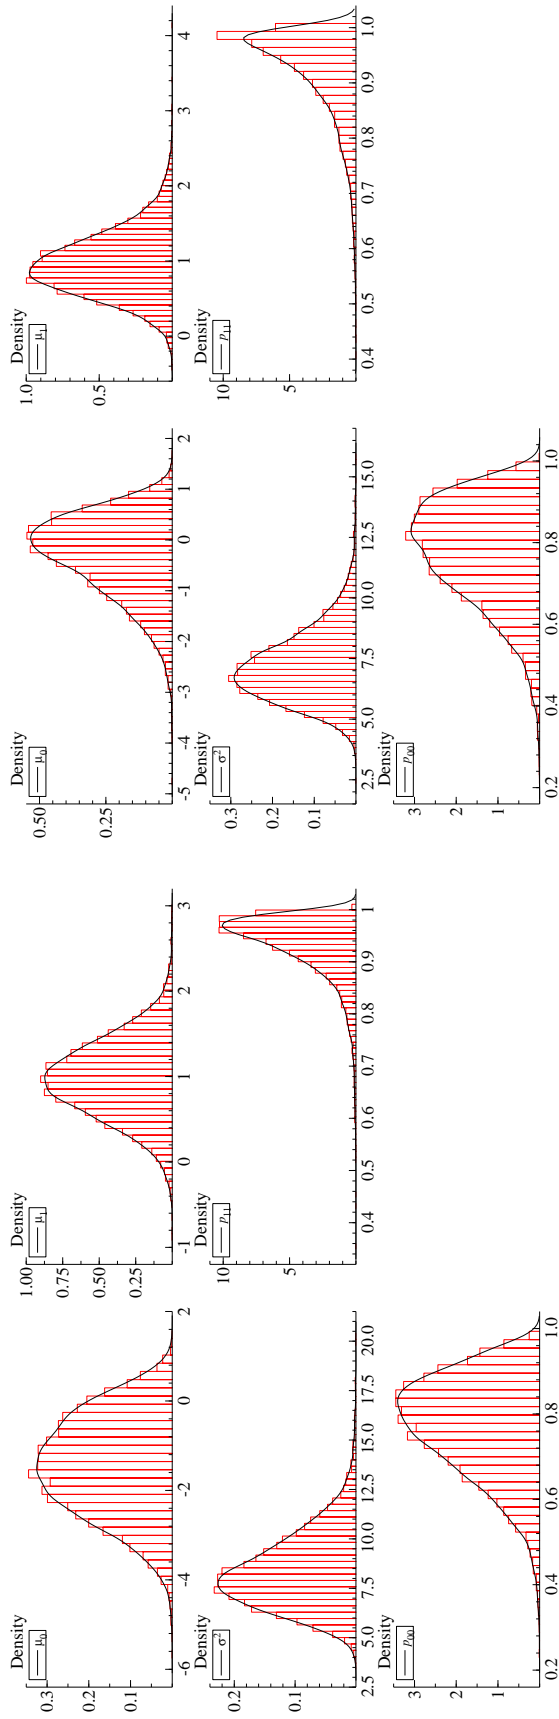 Density
μ₀
0.3
0.2
0.1
-6 -4 -2 0 2
Density
μ₁
1.00
0.75
0.50
0.25
-1 0 1 2 3
Density
μ₀
0.50
0.25
-5 -4 -3 -2 -1 0 1 2
Density
μ₁
1.0
0.5
0 1 2 3 4
Density
σ²
0.2
0.1
2.5 5.0 7.5 10.0 12.5 15.0 17.5 20.0
Density
p₁₁
10
5
0.4 0.5 0.6 0.7 0.8 0.9 1
Density
σ²
0.3
0.2
0.1
2.5 5.0 7.5 10.0 12.5 15.0
Density
p₁₁
10
5
0.4 0.5 0.6 0.7 0.8 0.9 1.0
Density
p₀₀
3
2
1
0.2 0.4 0.6 0.8 1.0
Density
p₀₀
3
2
1
0.2 0.4 0.6 0.8 1.0